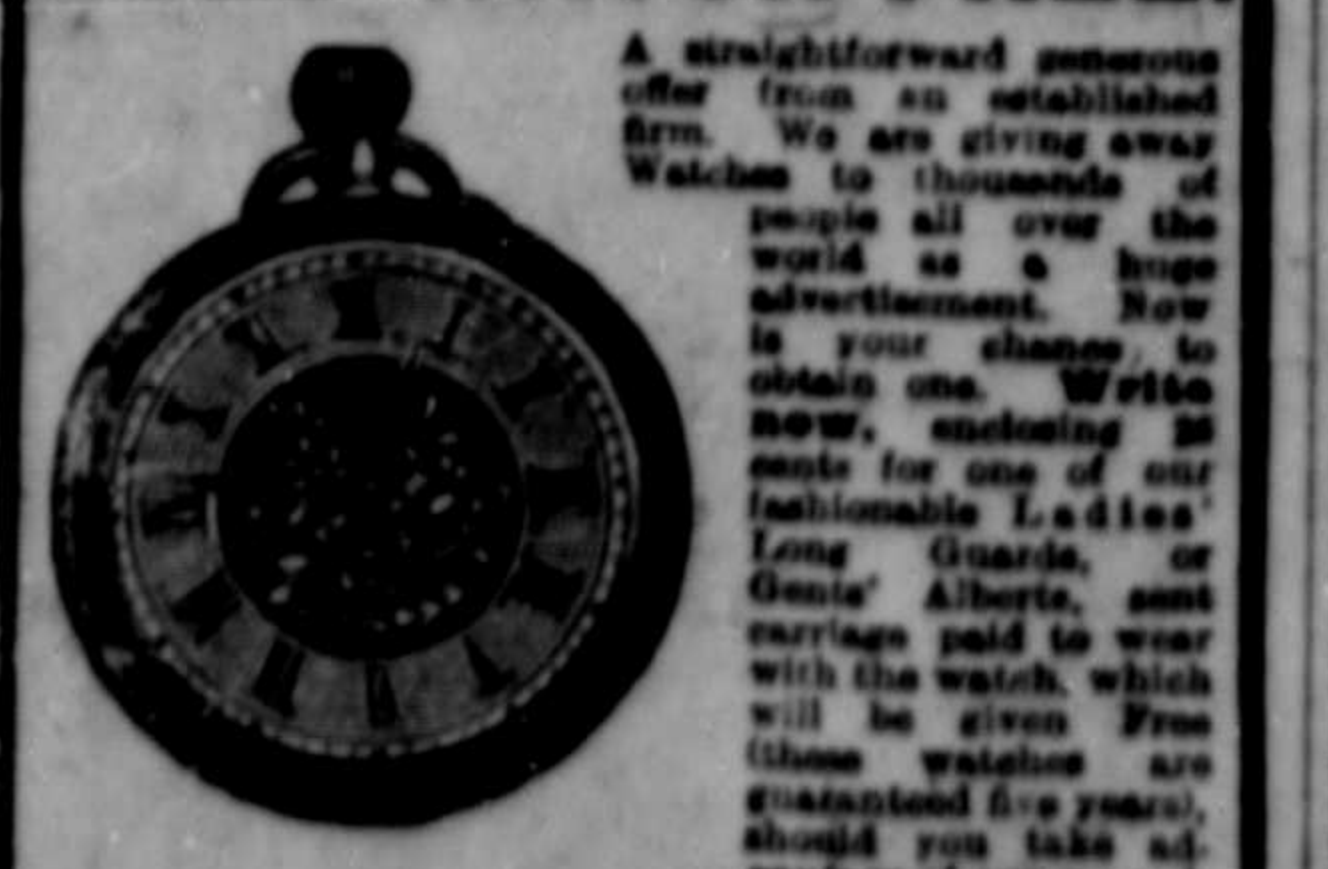 A straightforward generous
offer from an established
firm. We are giving away
Watches to thousands of
people all over the
world as a huge
advertisement. Now
is your chance to
obtain one. Write
now, enclosing 25
cents for one of our
fashionable Ladies'
Long Guards, or
Gents' Alberts, sent
carriage paid to wear
with the watch, which
will be given Free
(these watches are
guaranteed five years),
should you take ad-